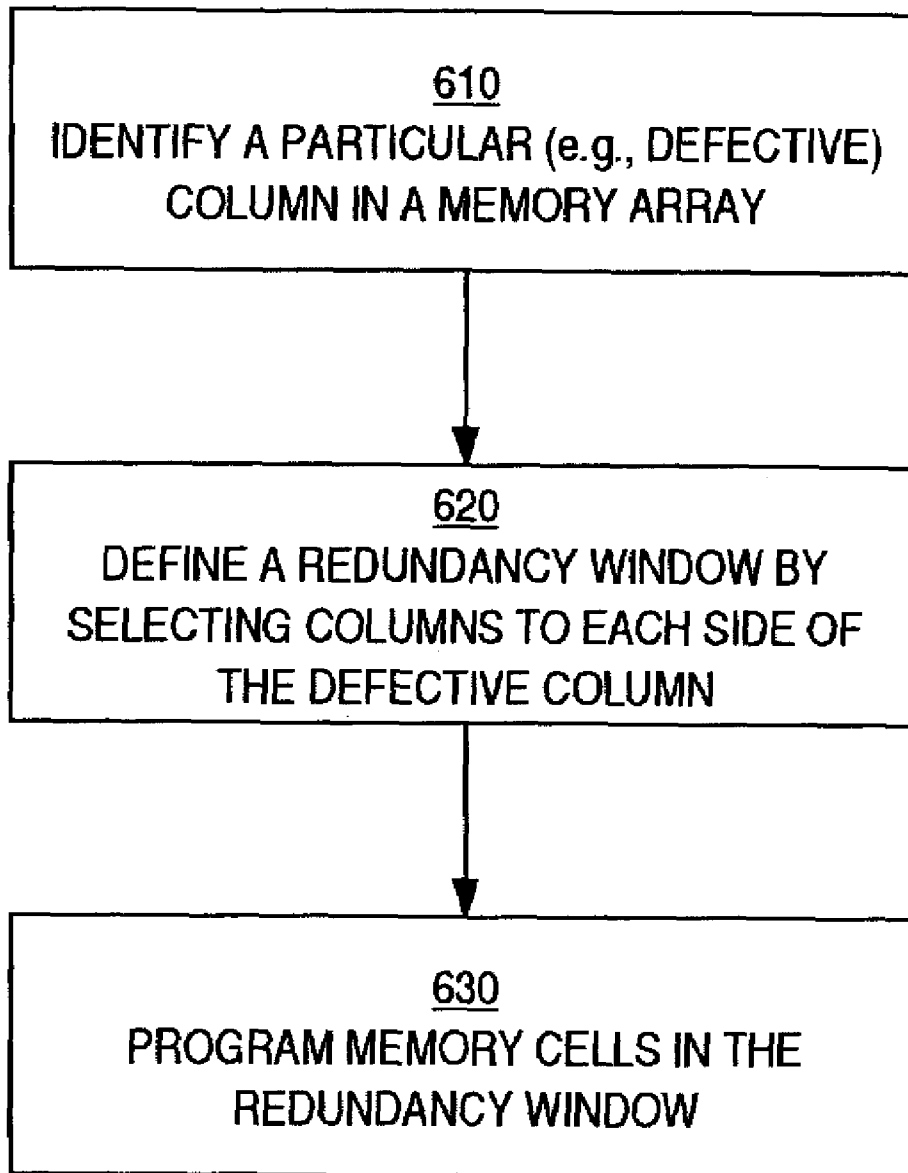 610
IDENTIFY A PARTICULAR (e.g., DEFECTIVE)
COLUMN IN A MEMORY ARRAY
620
DEFINE A REDUNDANCY WINDOW BY
SELECTING COLUMNS TO EACH SIDE OF
THE DEFECTIVE COLUMN
630
PROGRAM MEMORY CELLS IN THE
REDUNDANCY WINDOW